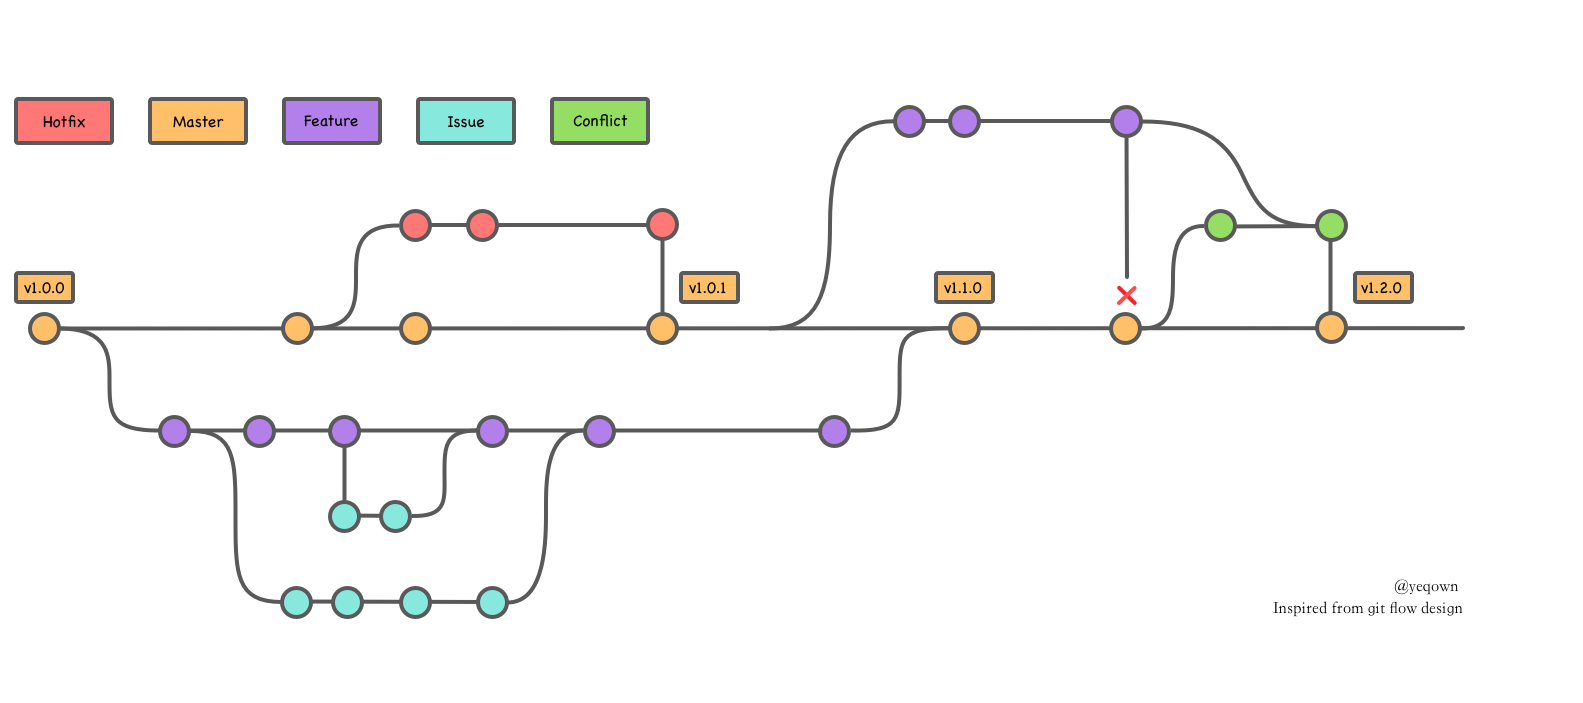 Hotfix
Master
Feature
Issue
Conflict
v1.0.0
v1.0.1
v1.1.0
v1.2.0
@yeqown
Inspired from git flow design